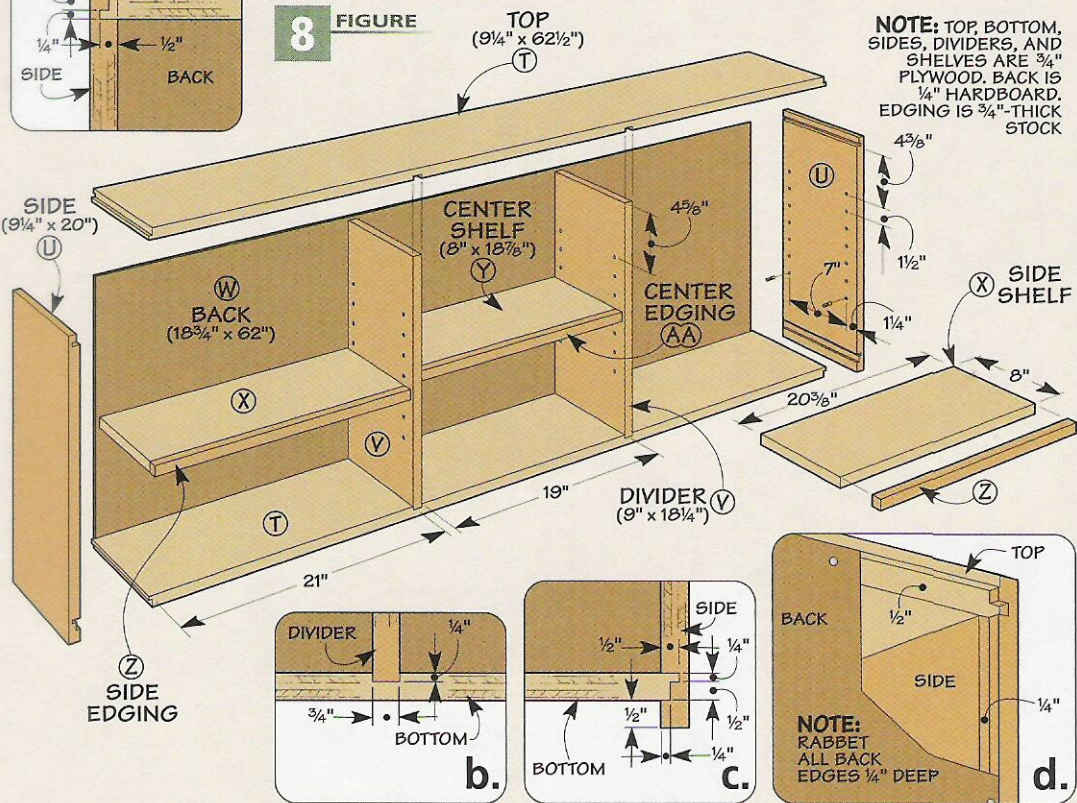 1/4"
1/2"
SIDE
BACK
8 FIGURE
TOP
(9 1/4" x 62 1/2")
T
NOTE: TOP, BOTTOM,
SIDES, DIVIDERS, AND
SHELVES ARE 3/4"
PLYWOOD. BACK IS
1/4" HARDBOARD.
EDGING IS 3/4"-THICK
STOCK
SIDE
(9 1/4" x 20")
U
W
BACK
(18 3/4" x 62")
CENTER
SHELF
(8" x 18 7/8")
Y
4 5/8"
CENTER
EDGING
AA
U
4 3/8"
1 1/2"
7"
1 1/4"
X SIDE
SHELF
20 3/8"
8"
Z
X
V
T
21"
19"
DIVIDER V
(9" x 18 1/4")
Z
SIDE
EDGING
DIVIDER
1/4"
3/4"
BOTTOM
b.
SIDE
1/2"
1/4"
1/2"
1/2"
1/4"
BOTTOM
c.
TOP
BACK
1/2"
SIDE
1/4"
NOTE:
RABBET
ALL BACK
EDGES 1/4" DEEP
d.